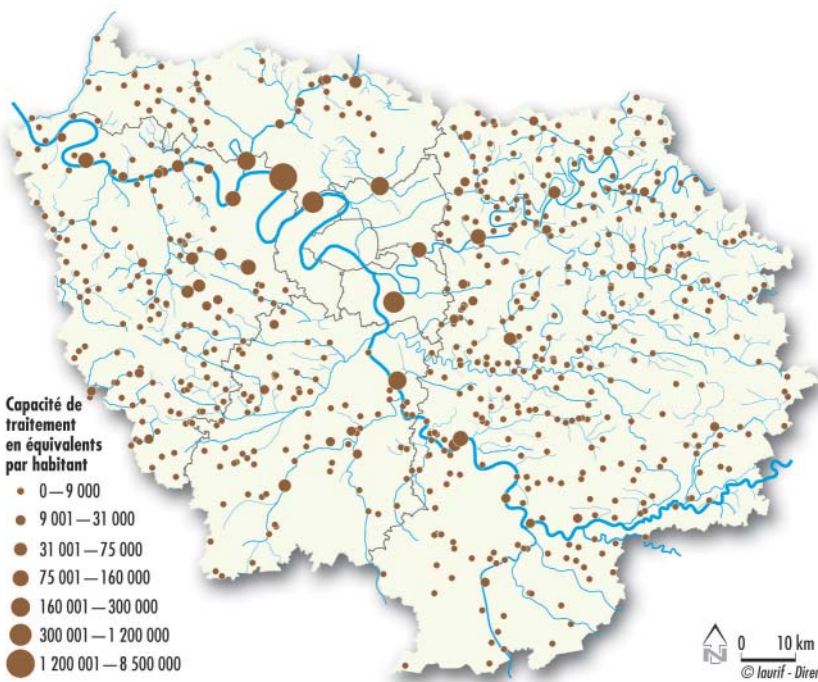 Capacité de
traitement
en équivalents
par habitant
0—9 000
9 001—31 000
31 001—75 000
75 001—160 000
160 001—300 000
300 001—1 200 000
1 200 001—8 500 000
N
0 10 km
© Iaurif - Diren